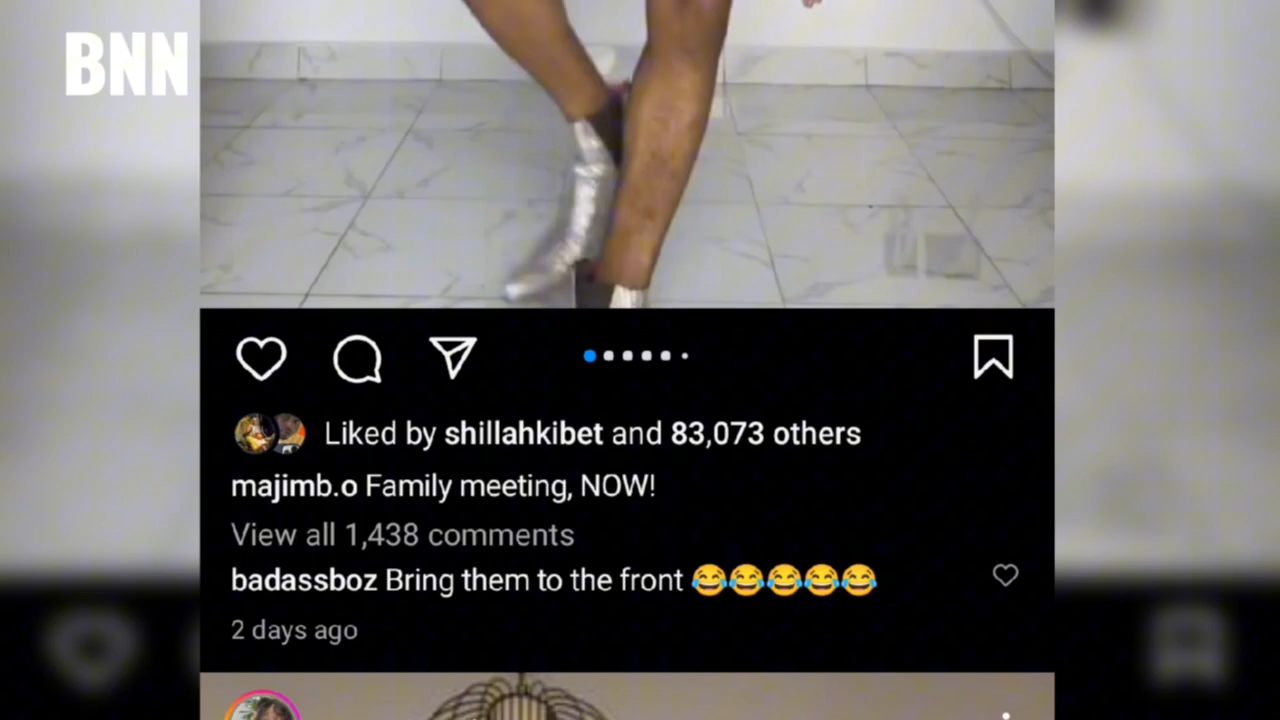 BNN
Liked by shillahkibet and 83,073 others
majimb.o Family meeting, NOW!
View all 1,438 comments
badassboz Bring them to the front 😂😂😂😂😂
2 days ago